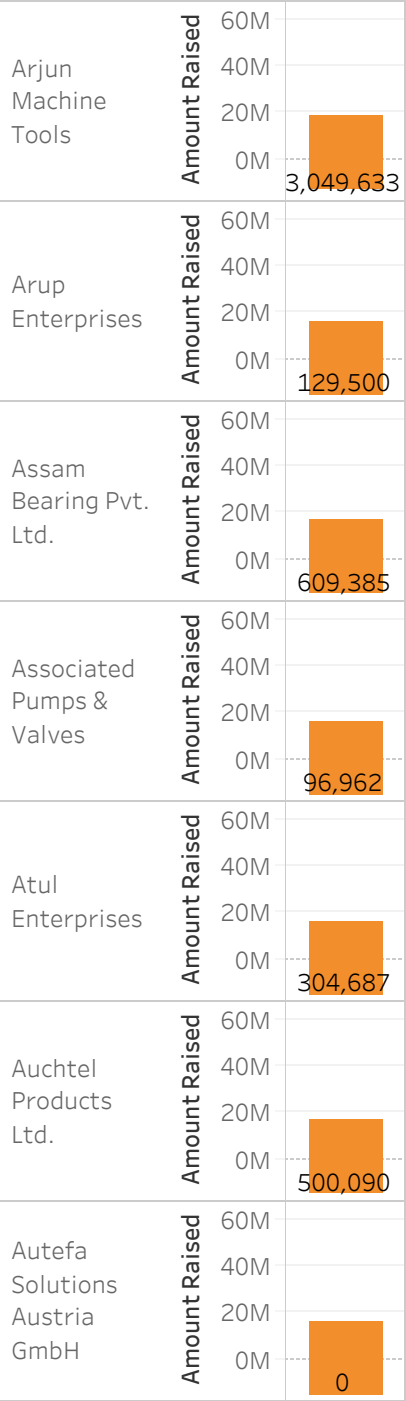 Arjun
Machine
Tools
Amount Raised
60M
40M
20M
0M
3,049,633
Arup
Enterprises
Amount Raised
60M
40M
20M
0M
129,500
Assam
Bearing Pvt.
Ltd.
Amount Raised
60M
40M
20M
0M
609,385
Associated
Pumps &
Valves
Amount Raised
60M
40M
20M
0M
96,962
Atul
Enterprises
Amount Raised
60M
40M
20M
0M
304,687
Auchtel
Products
Ltd.
Amount Raised
60M
40M
20M
0M
500,090
Autefa
Solutions
Austria
GmbH
Amount Raised
60M
40M
20M
0M
0